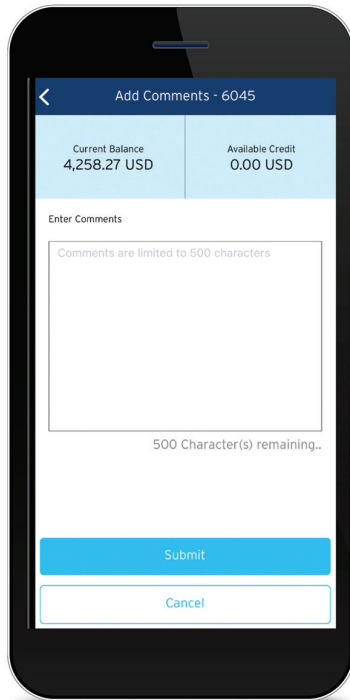 Add Comments - 6045
Current Balance
4,258.27 USD
Available Credit
0.00 USD
Enter Comments
Comments are limited to 500 characters
500 Character(s) remaining..
Submit
Cancel